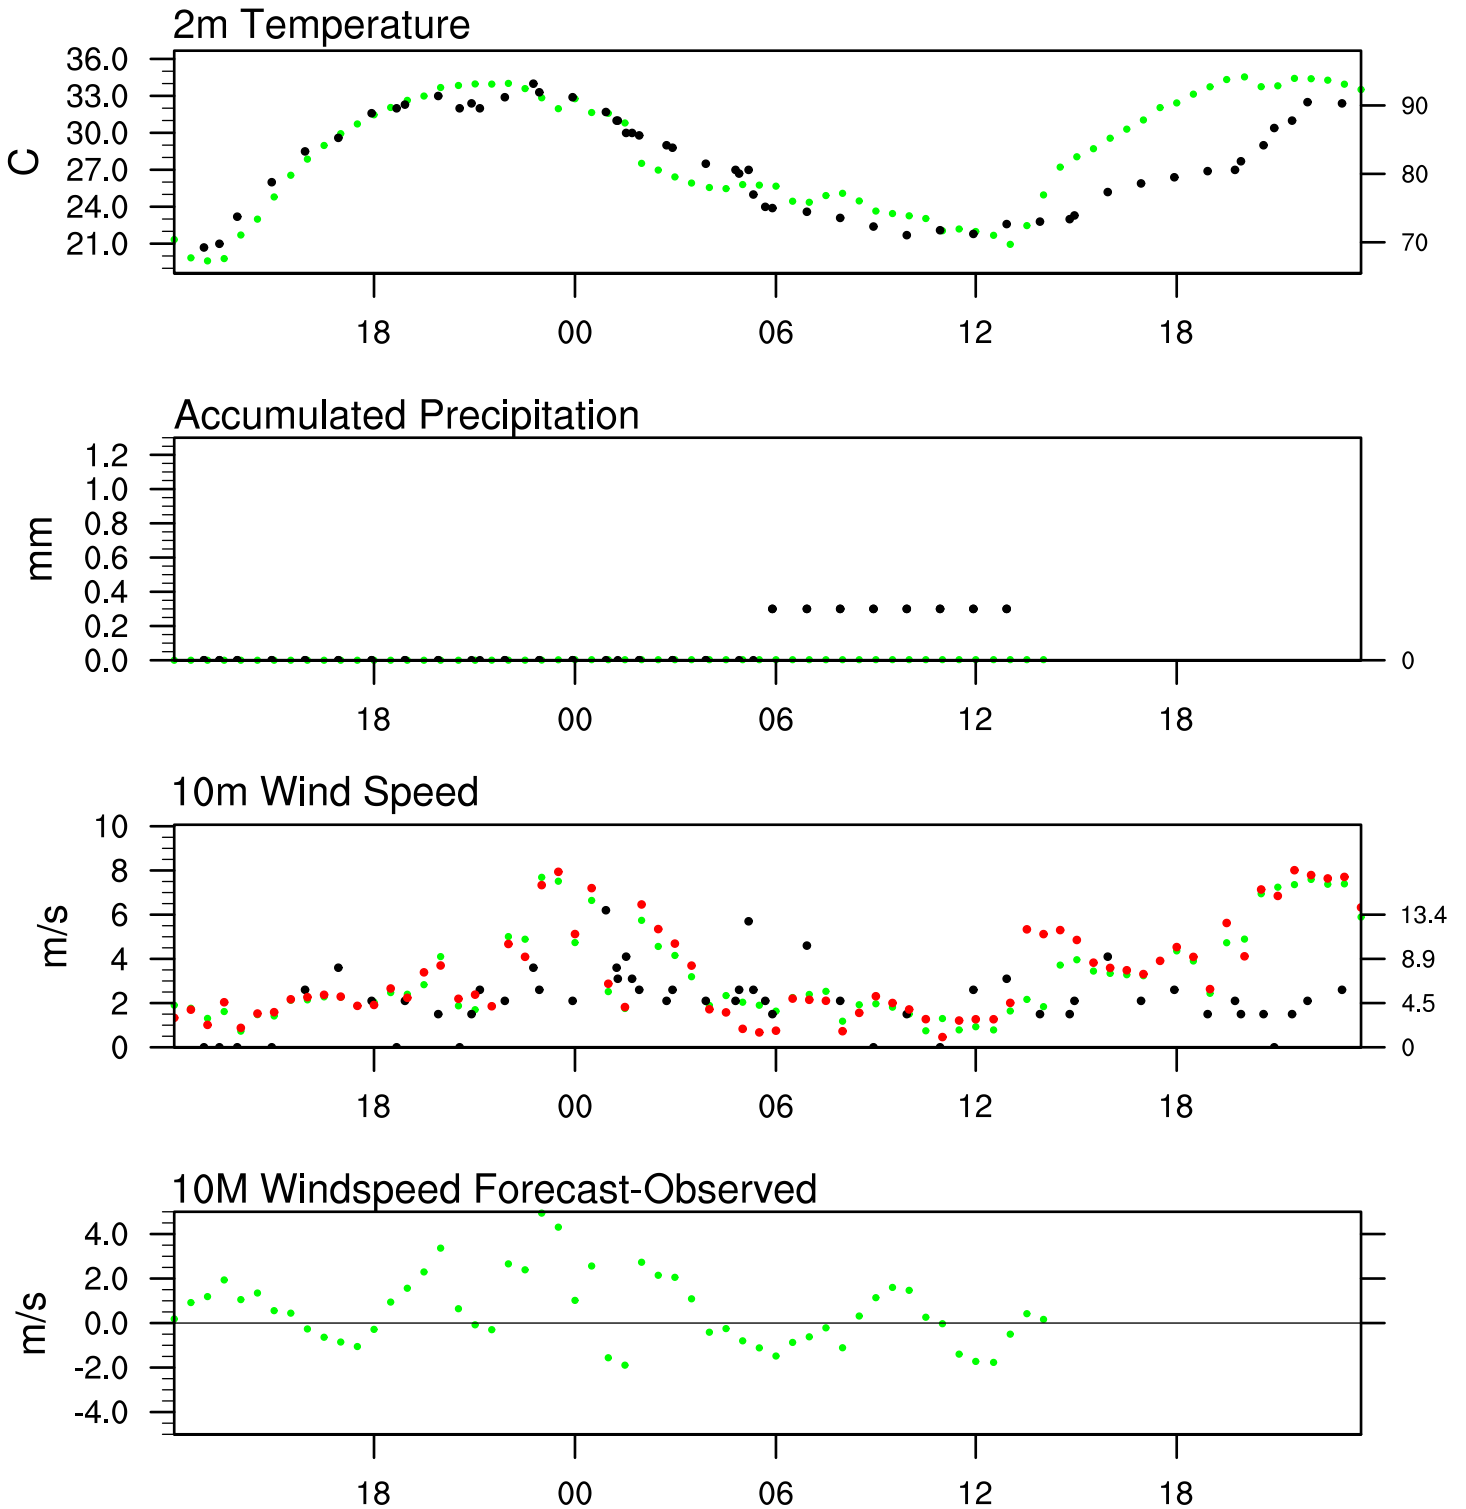 2m Temperature
36.0
33.0
30.0
27.0
24.0
21.0
C
90
80
70
18 00 06 12 18
Accumulated Precipitation
1.2
1.0
0.8
0.6
0.4
0.2
0.0
mm
0
18 00 06 12 18
10m Wind Speed
10
8
6
4
2
0
m/s
13.4
8.9
4.5
0
18 00 06 12 18
10M Windspeed Forecast-Observed
4.0
2.0
0.0
-2.0
-4.0
m/s
18 00 06 12 18